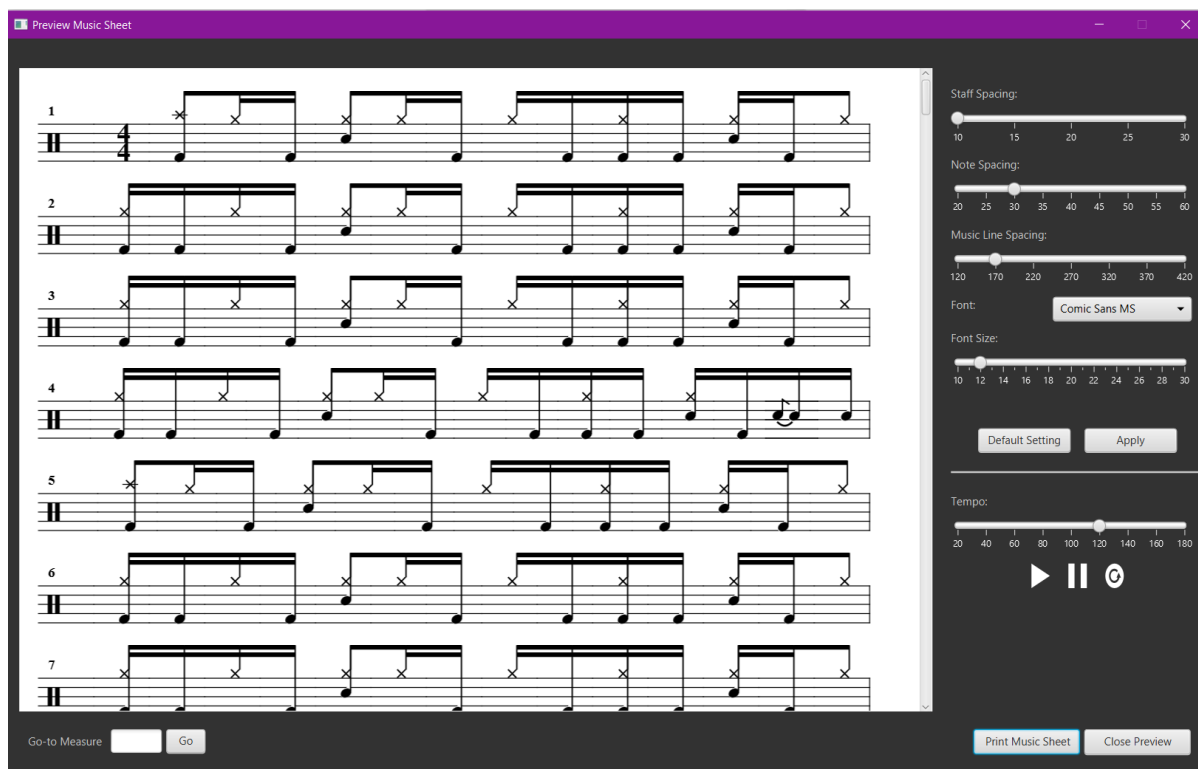 Preview Music Sheet
1
4
4
2
3
4
5
6
7
Staff Spacing:
10 15 20 25 30
Note Spacing:
20 25 30 35 40 45 50 55 60
Music Line Spacing:
120 170 220 270 320 370 420
Font: Comic Sans MS
Font Size:
10 12 14 16 18 20 22 24 26 28 30
Default Setting Apply
Tempo:
20 40 60 80 100 120 140 160 180
Go-to Measure Go Print Music Sheet Close Preview